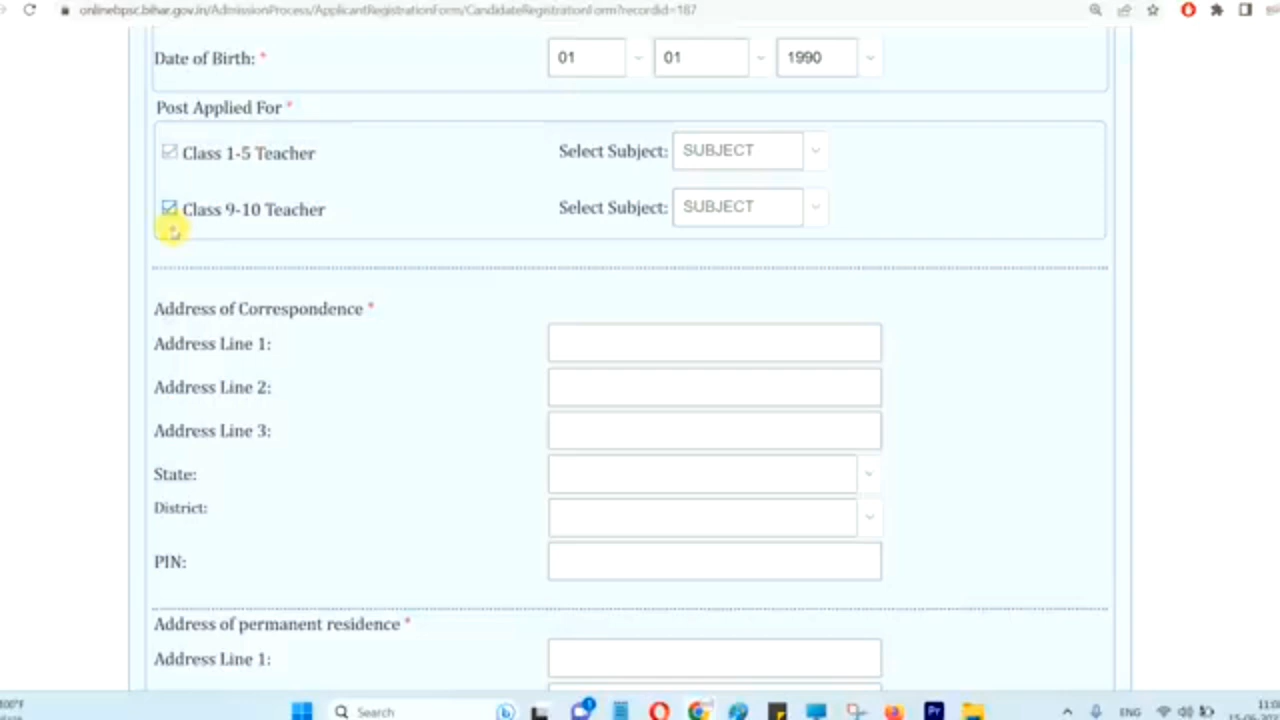 onlinebpsc.bihar.gov.in/AdmissionProcess/ApplicantRegistrationForm/CandidateRegistrationForm?recordid=187
Date of Birth: * 01 01 1990
Post Applied For *
Class 1-5 Teacher Select Subject: SUBJECT
Class 9-10 Teacher Select Subject: SUBJECT
Address of Correspondence *
Address Line 1:
Address Line 2:
Address Line 3:
State:
District:
PIN:
Address of permanent residence *
Address Line 1:
Search Pr ENG